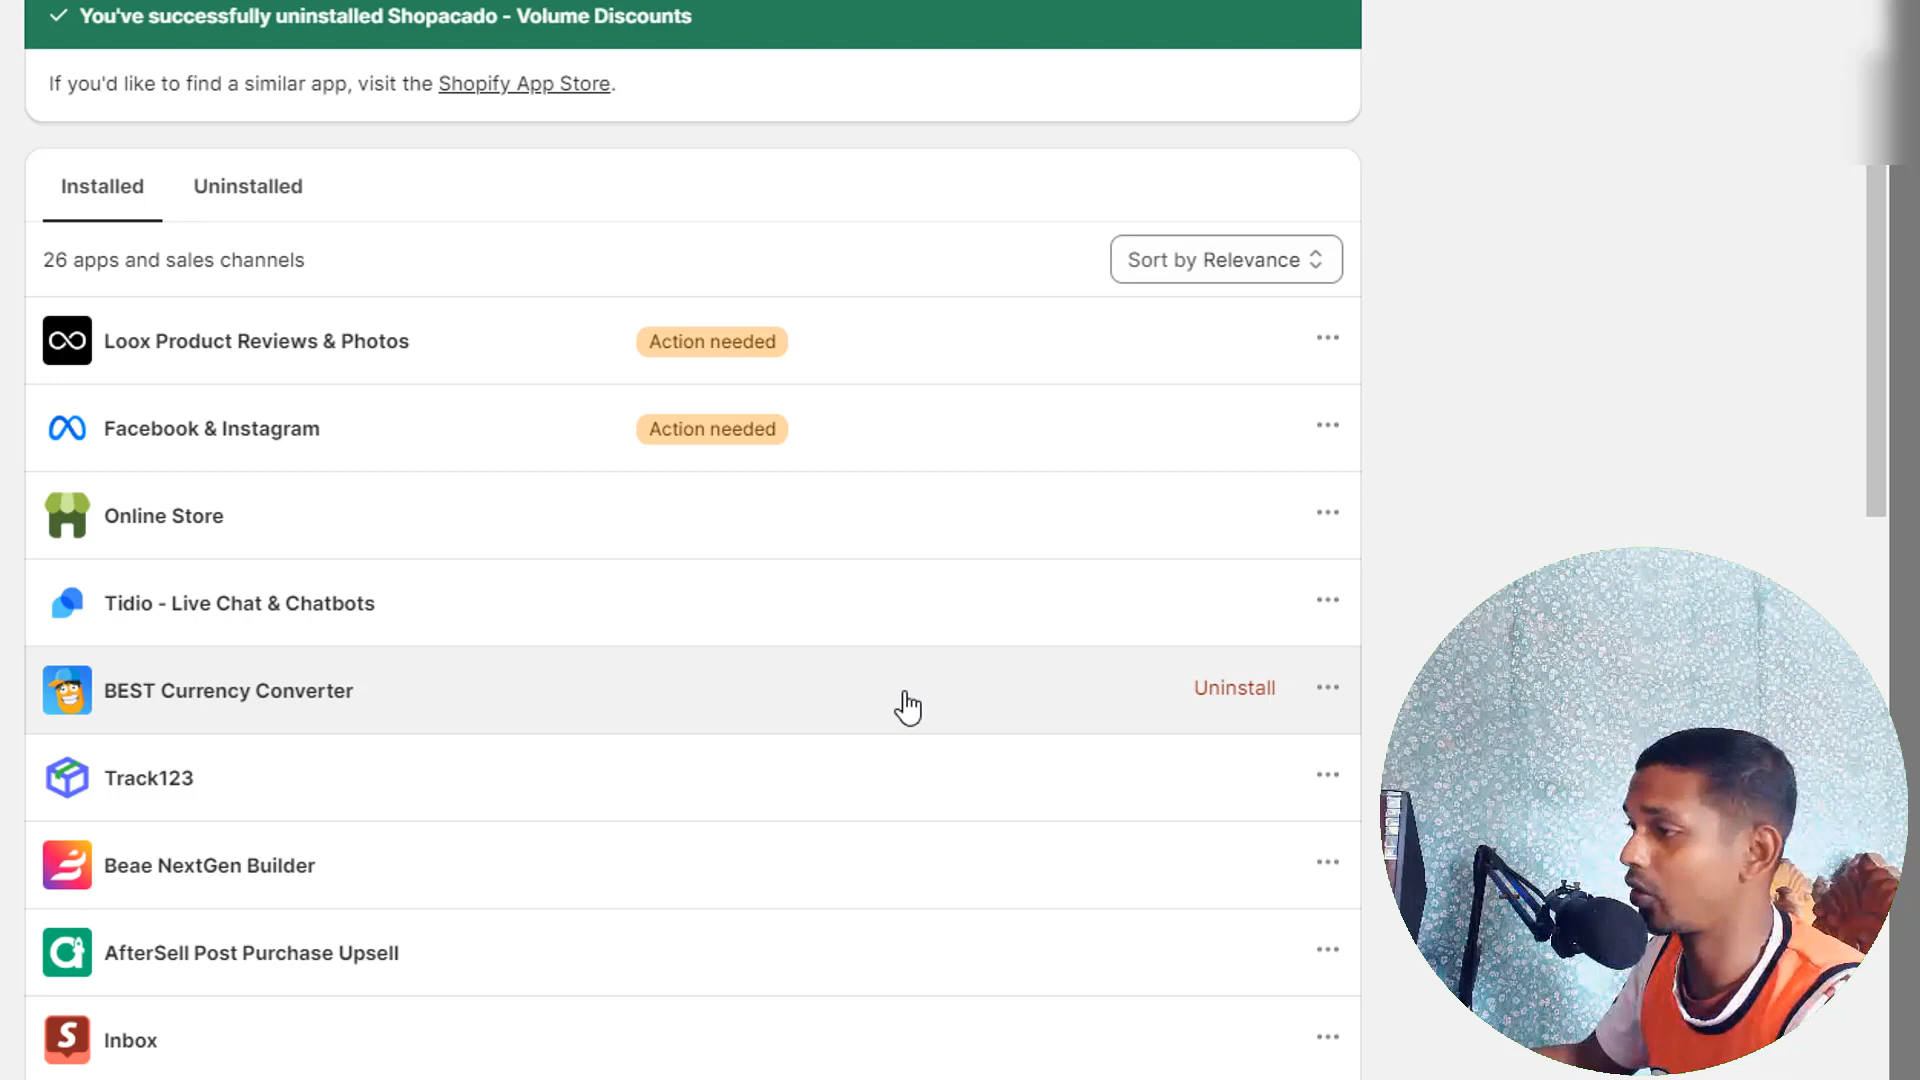 You've successfully uninstalled Shopacado - Volume Discounts
If you'd like to find a similar app, visit the Shopify App Store.
Installed Uninstalled
26 apps and sales channels Sort by Relevance
Loox Product Reviews & Photos Action needed
Facebook & Instagram Action needed
Online Store
Tidio - Live Chat & Chatbots
BEST Currency Converter Uninstall
Track123
Beae NextGen Builder
AfterSell Post Purchase Upsell
Inbox